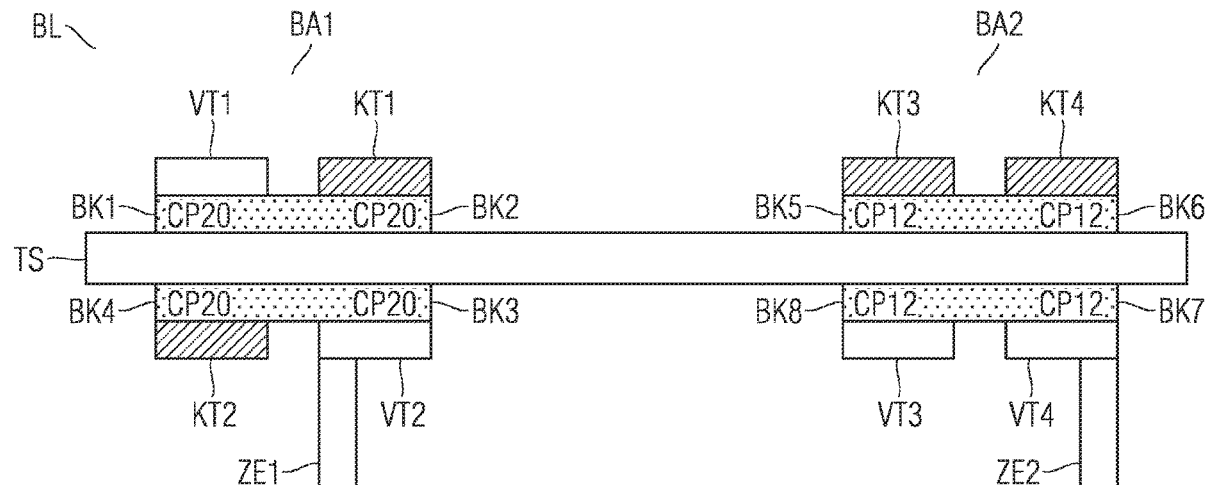 BL BA1 BA2
VT1 KT1 KT3 KT4
BK1 CP20 CP20 BK2 BK5 CP12 CP12 BK6
TS
BK4 CP20 CP20 BK3 BK8 CP12 CP12 BK7
KT2 VT2 VT3 VT4
ZE1 ZE2